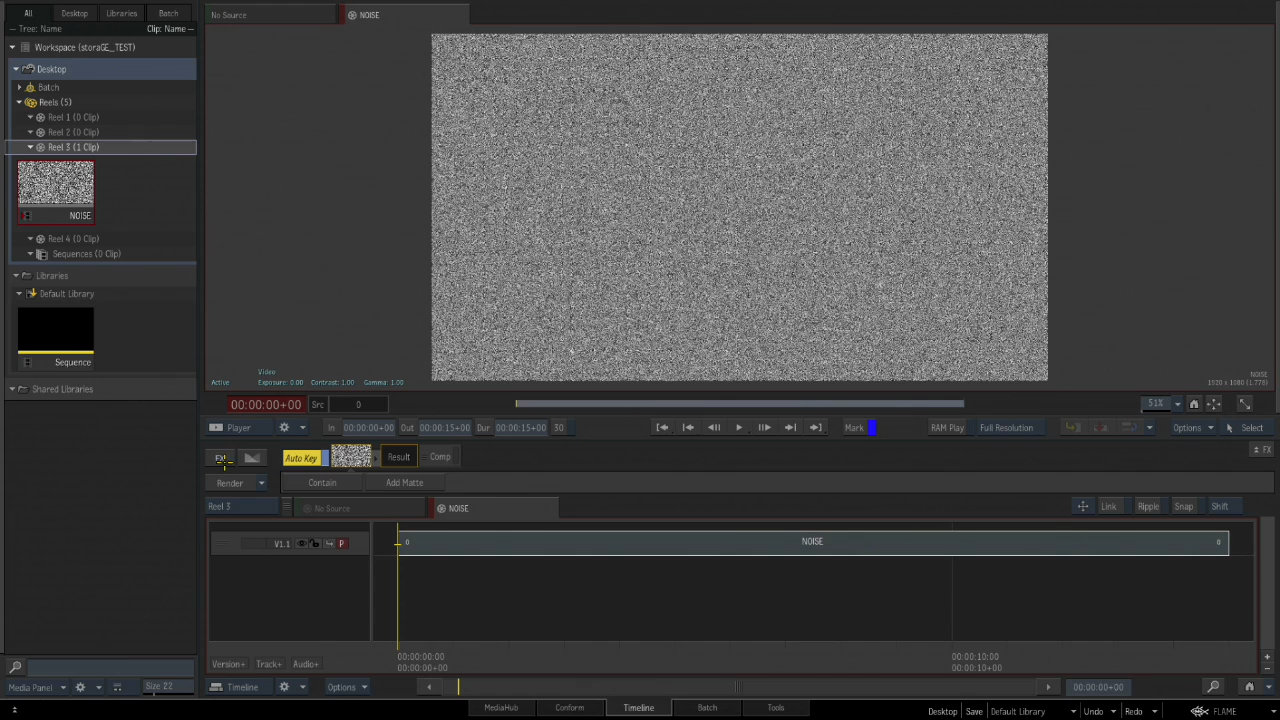 All Desktop Libraries Batch
Tree: Name Clip: Name
Workspace (storaGE_TEST)
Desktop
Batch
Reels (5)
Reel 1 (0 Clip)
Reel 2 (0 Clip)
Reel 3 (1 Clip)
NOISE
Reel 4 (0 Clip)
Sequences (0 Clip)
Libraries
Default Library
Sequence
Shared Libraries
Media Panel Size 22
No Source NOISE
Video
Active Exposure: 0.00 Contrast: 1.00 Gamma: 1.00
NOISE
1920 x 1080 (1.778)
00:00:00+00 Src 0 51%
Player In 00:00:00+00 Out 00:00:15+00 Dur 00:00:15+00 30 Mark RAM Play Full Resolution Options Select
FX Auto Key Result Comp FX
Render Contain Add Matte
Reel 3 No Source NOISE Link Ripple Snap Shift
V1.1 P 0 NOISE 0
Version+ Track+ Audio+
00:00:00:00 00:00:10:00
00:00:00+00 00:00:10+00
Timeline Options 00:00:00+00
MediaHub Conform Timeline Batch Tools Desktop Save Default Library Undo Redo FLAME